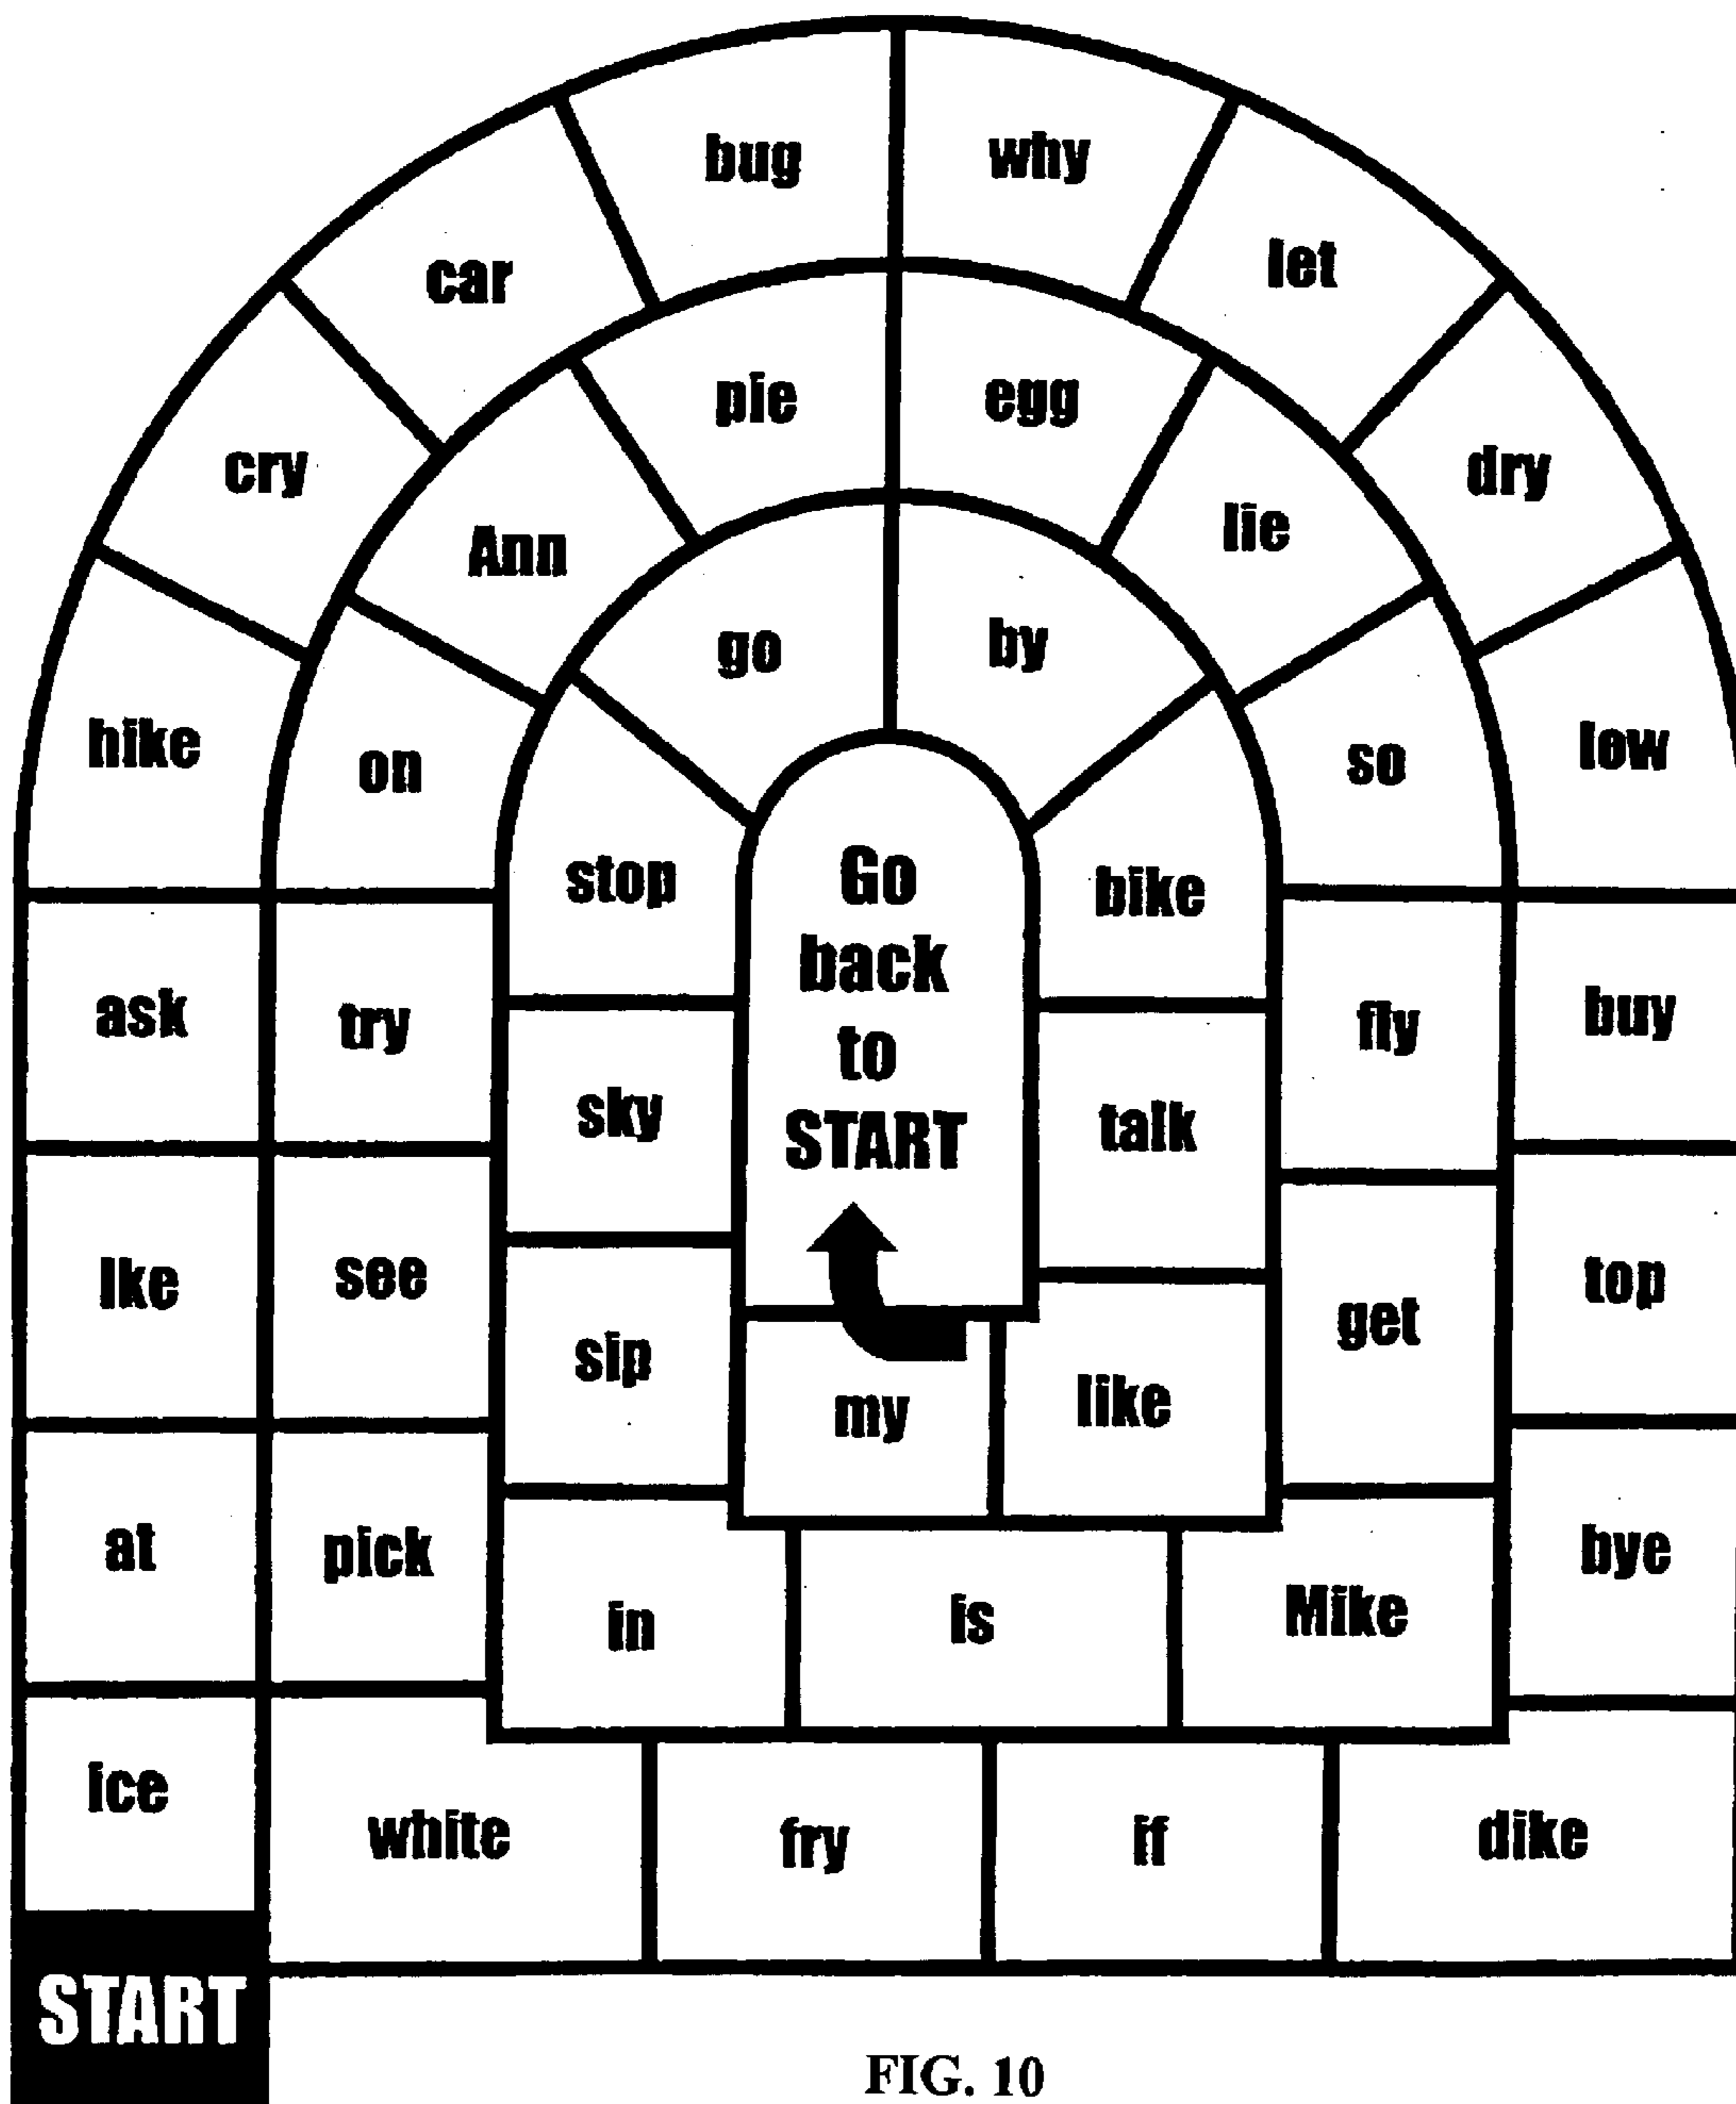 START
ice
at
Ike
ask
hike
cry
car
bug
why
let
dry
low
buy
top
bye
dike
if
fry
white
pick
see
try
on
Ann
pie
egg
lie
so
fly
get
Mike
is
in
sip
sky
stop
go
by
bike
talk
like
my
Go
back
to
START
FIG. 10